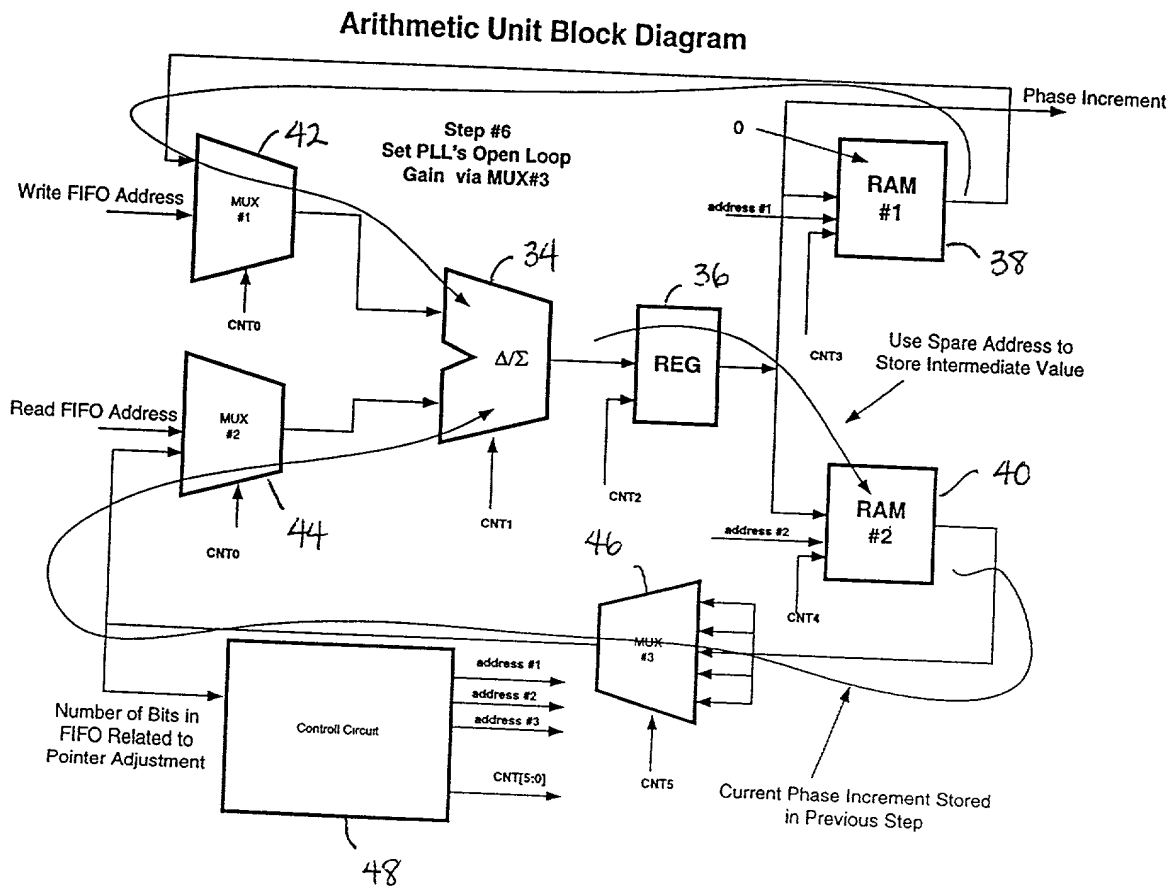 Arithmetic Unit Block Diagram
Phase Increment
Step #6
Set PLL's Open Loop
Gain via MUX#3
42
0
RAM
#1
Write FIFO Address
MUX
#1
address #1
38
34
36
CNT0
CNT3
Use Spare Address to
Store Intermediate Value
Δ/Σ
REG
Read FIFO Address
MUX
#2
CNT2
40
RAM
#2
CNT1
address #2
44
CNT0
46
CNT4
MUX
#3
address #1
address #2
address #3
Number of Bits in
FIFO Related to
Pointer Adjustment
Controll Circuit
CNT[5:0]
CNT5
Current Phase Increment Stored
in Previous Step
48